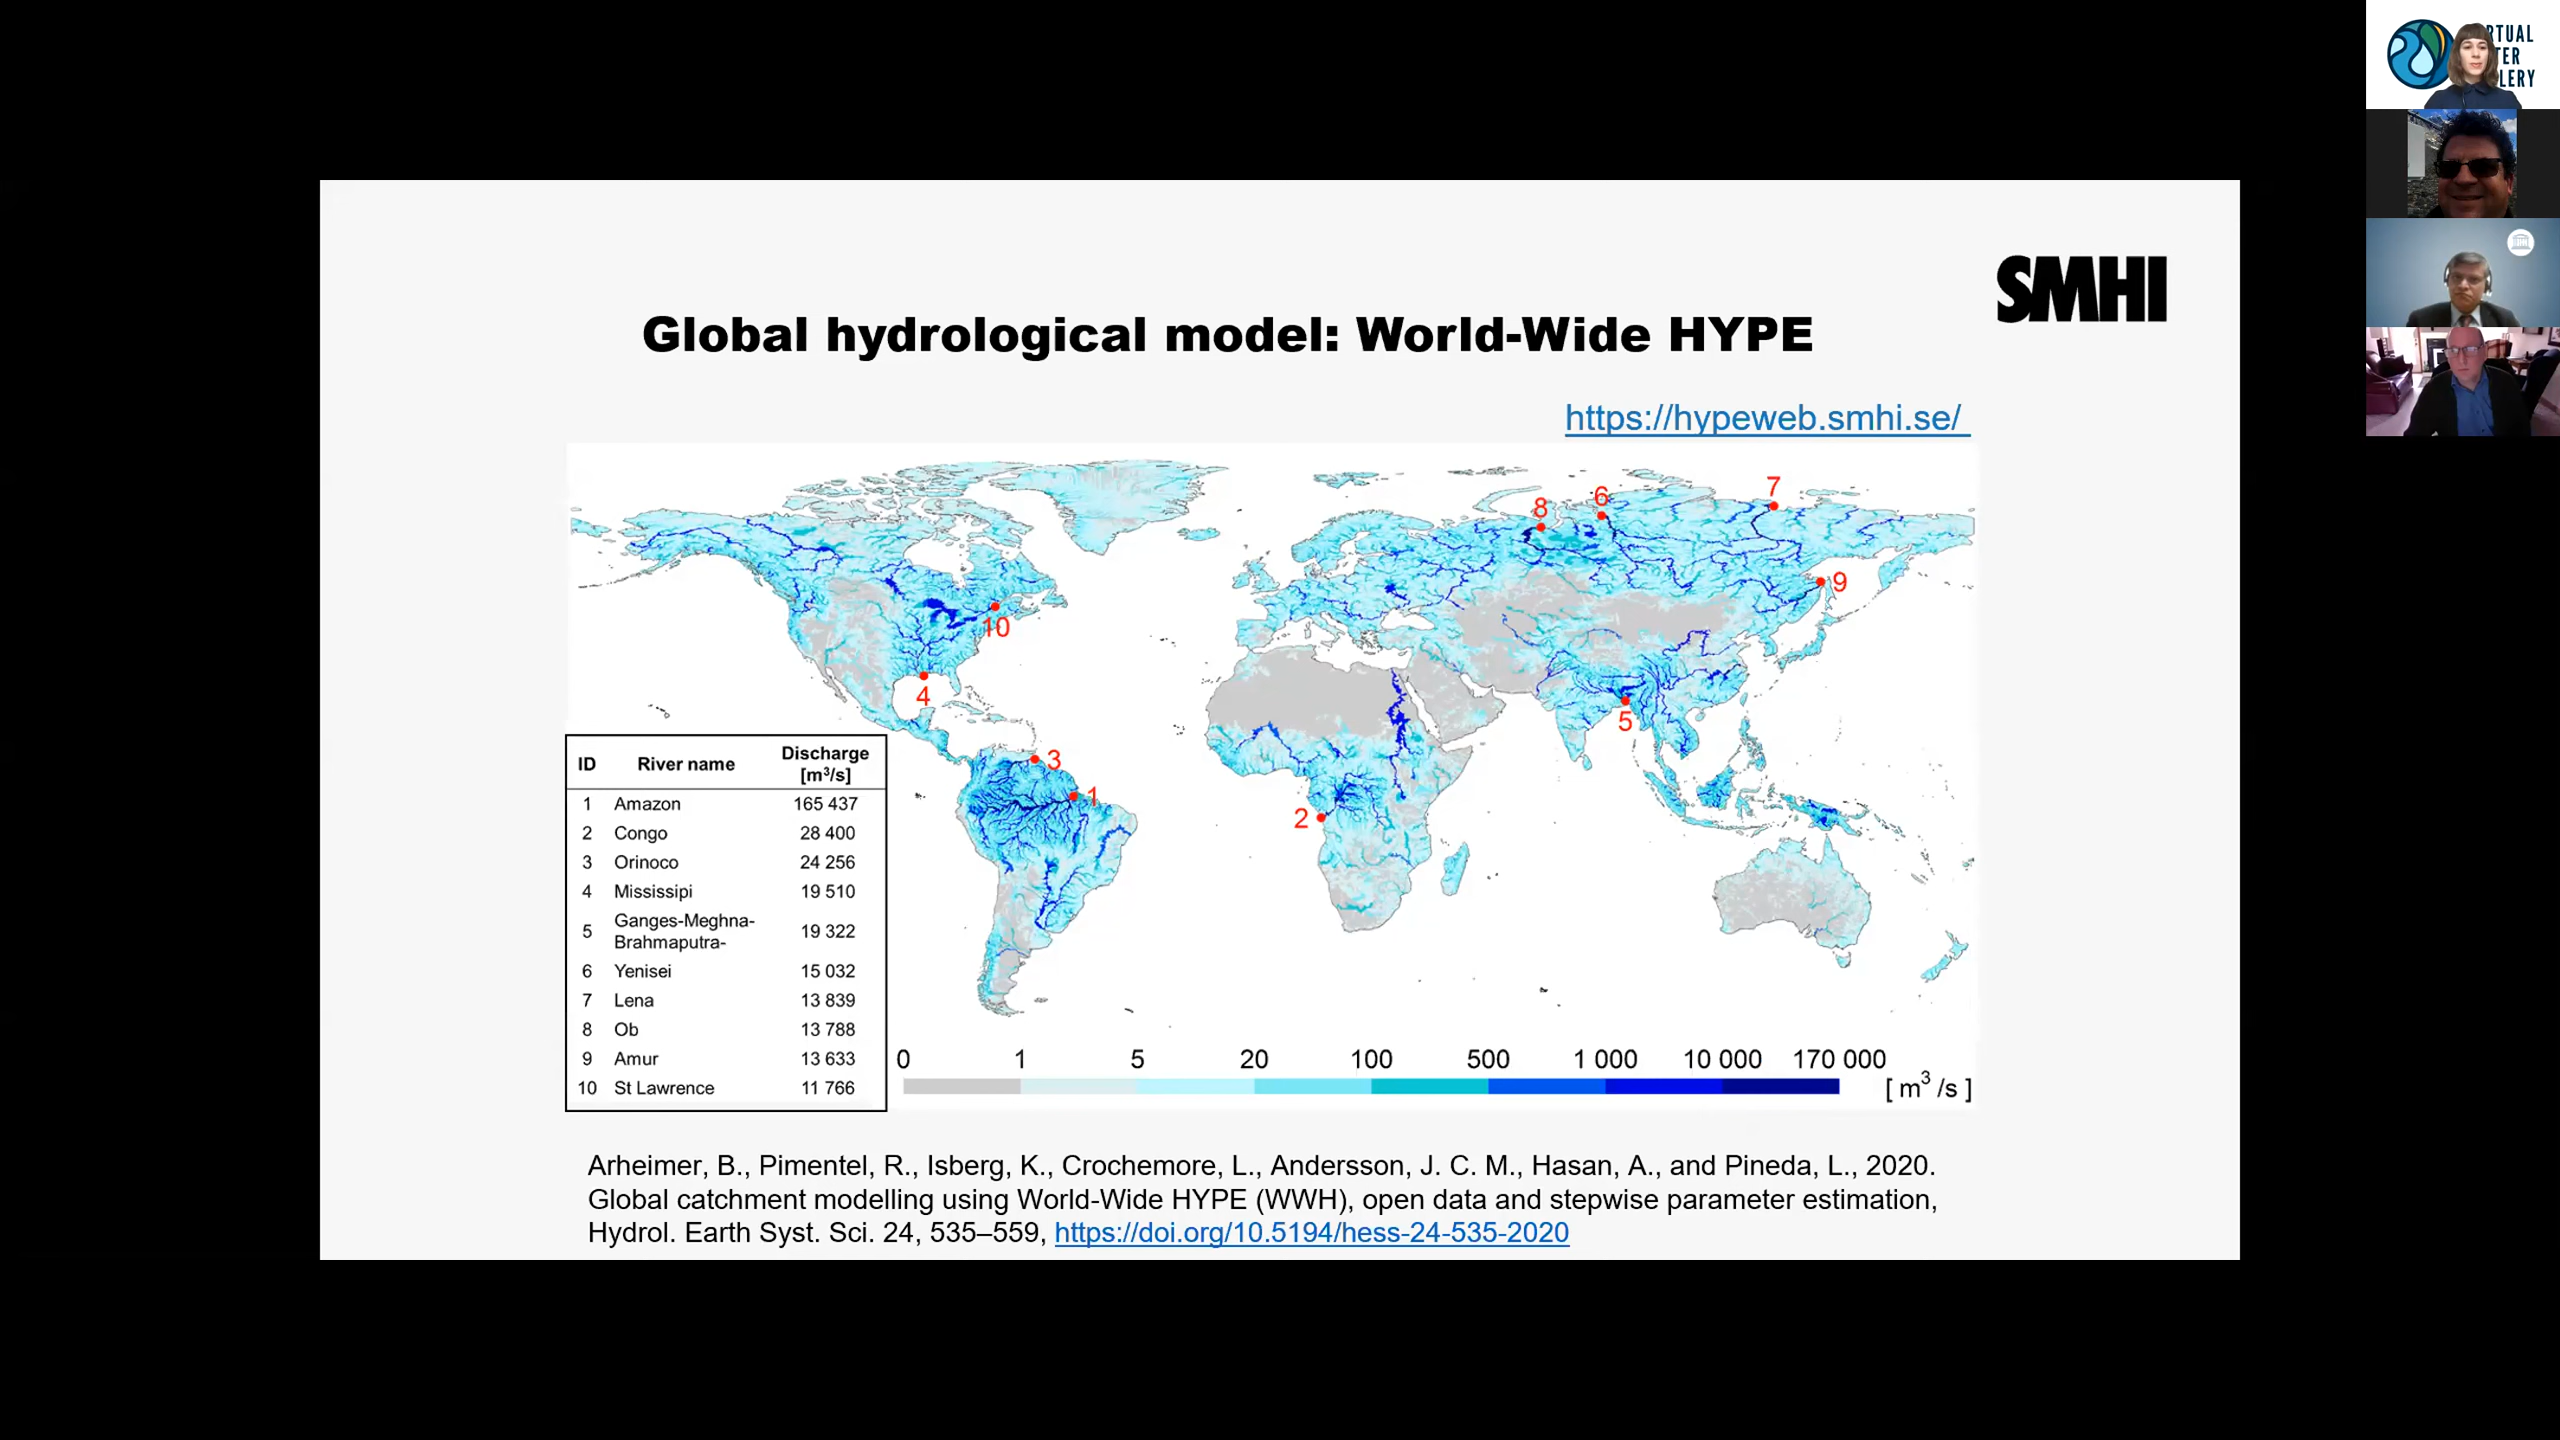 RTUAL
TER
LERY
SMHI
Global hydrological model: World-Wide HYPE
https://hypeweb.smhi.se/
8
6
7
9
10
4
5
3
1
2
ID River name Discharge [m³/s]
1 Amazon 165 437
2 Congo 28 400
3 Orinoco 24 256
4 Mississipi 19 510
5 Ganges-Meghna-
Brahmaputra- 19 322
6 Yenisei 15 032
7 Lena 13 839
8 Ob 13 788
9 Amur 13 633
10 St Lawrence 11 766
0 1 5 20 100 500 1 000 10 000 170 000
[ m³ /s ]
Arheimer, B., Pimentel, R., Isberg, K., Crochemore, L., Andersson, J. C. M., Hasan, A., and Pineda, L., 2020.
Global catchment modelling using World-Wide HYPE (WWH), open data and stepwise parameter estimation,
Hydrol. Earth Syst. Sci. 24, 535–559, https://doi.org/10.5194/hess-24-535-2020